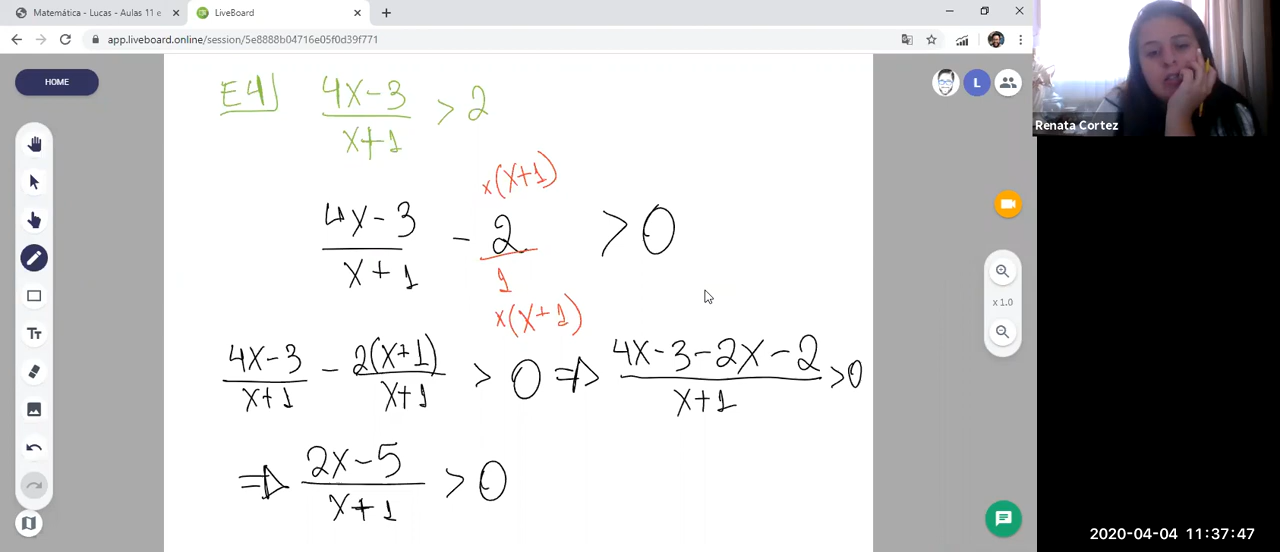 Matemática - Lucas - Aulas 11 e
LiveBoard
app.liveboard.online/session/5e8888b04716e05f0d39f771
HOME
L
Renata Cortez
E4] (4x-3)/(x+1) > 2
x(x+1)
(4x-3)/(x+1) - 2/1 > 0
x(x+1)
(4x-3)/(x+1) - 2(x+1)/(x+1) > 0 ⇒ (4x-3-2x-2)/(x+1) > 0
⇒ (2x-5)/(x+1) > 0
Tт
x 1.0
2020-04-04 11:37:47